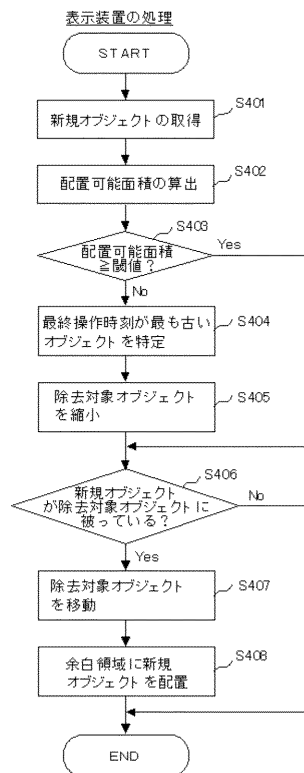 表示装置の処理
START
S401
新規オブジェクトの取得
S402
配置可能面積の算出
S403
配置可能面積
≧閾値?
Yes
No
S404
最終操作時刻が最も古い
オブジェクトを特定
S405
除去対象オブジェクト
を縮小
S406
新規オブジェクト
が除去対象オブジェクトに
被っている?
No
Yes
S407
除去対象オブジェクト
を移動
S408
余白領域に新規
オブジェクトを配置
END